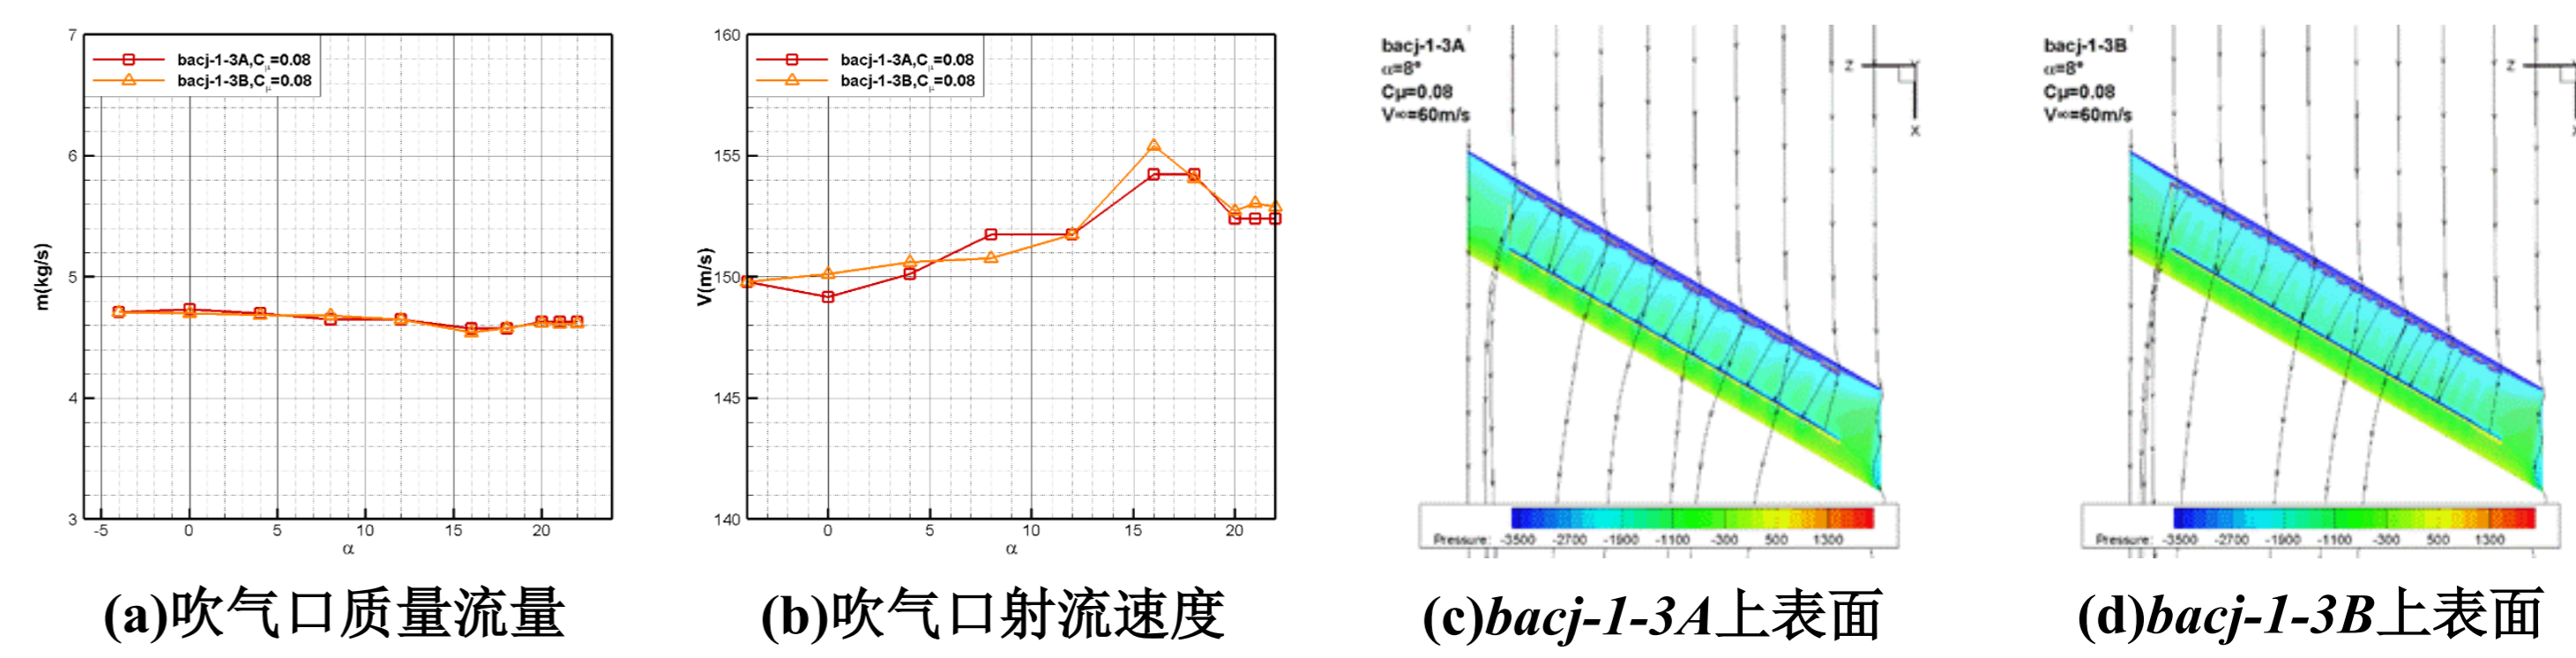 7
6
5
4
3
m(kg/s)
bacj-1-3A,Cμ=0.08
bacj-1-3B,Cμ=0.08
-5
0
5
10
15
20
α
(a)吹气口质量流量
160
155
150
145
140
V(m/s)
bacj-1-3A,Cμ=0.08
bacj-1-3B,Cμ=0.08
0
5
10
15
20
α
(b)吹气口射流速度
bacj-1-3A
α=8°
Cμ=0.08
V∞=60m/s
Z
Y
X
Pressure: -3500 -2700 -1900 -1100 -300 500 1300
(c)bacj-1-3A上表面
bacj-1-3B
α=8°
Cμ=0.08
V∞=60m/s
Z
Pressure: -3500 -2700 -1900 -1100 -300 500 1300
(d)bacj-1-3B上表面